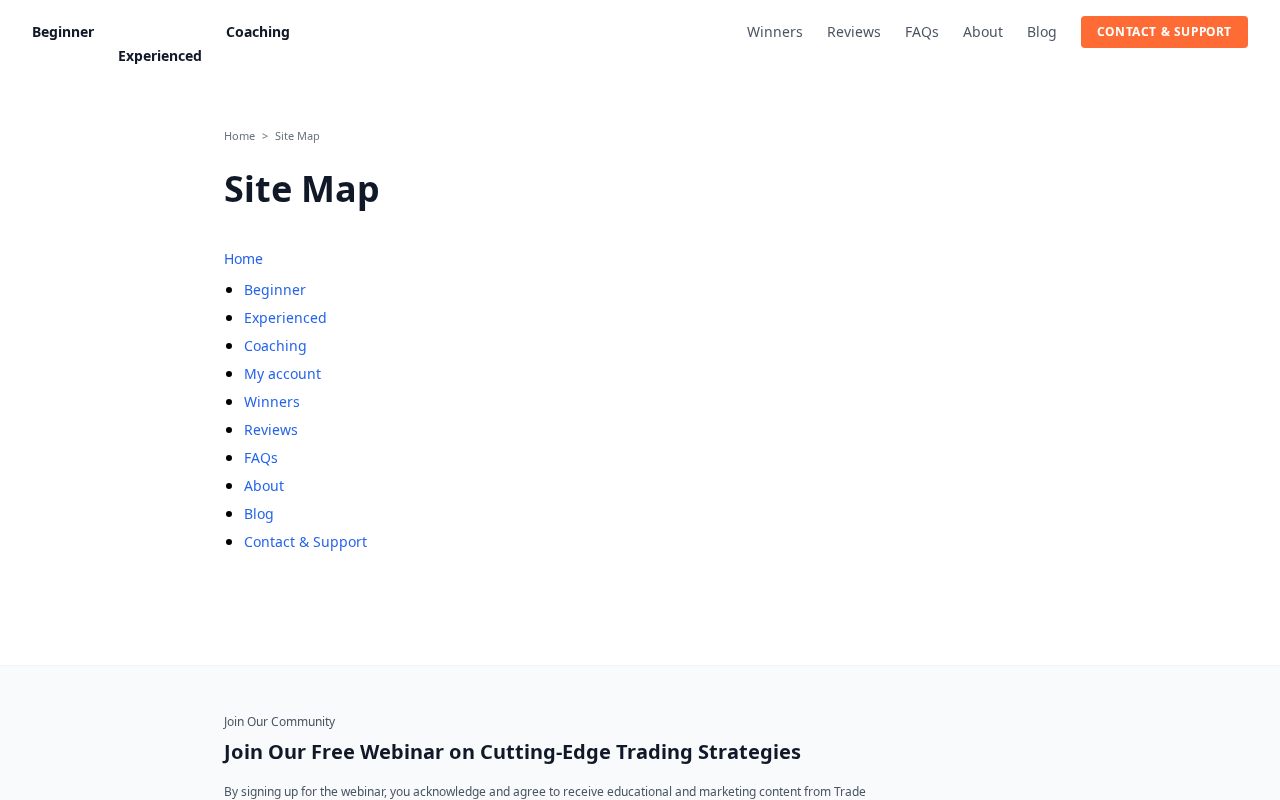 Beginner
Experienced
Coaching
Winners
Reviews
FAQs
About
Blog
CONTACT & SUPPORT
Home > Site Map
Site Map
Home
Beginner
Experienced
Coaching
My account
Winners
Reviews
FAQs
About
Blog
Contact & Support
Join Our Community
Join Our Free Webinar on Cutting-Edge Trading Strategies
By signing up for the webinar, you acknowledge and agree to receive educational and marketing content from Trade